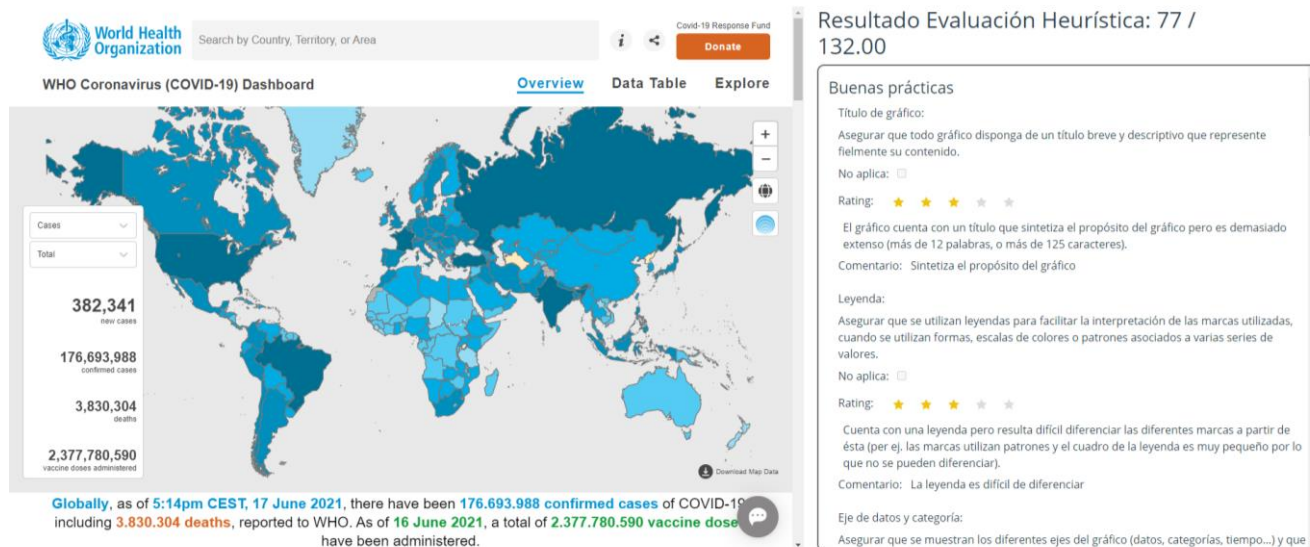 World Health
Organization
Search by Country, Territory, or Area
i
Covid-19 Response Fund
Donate
WHO Coronavirus (COVID-19) Dashboard
Overview Data Table Explore
+
−
Cases
Total
382,341
new cases
176,693,988
confirmed cases
3,830,304
deaths
2,377,780,590
vaccine doses administered
Download Map Data
Globally, as of 5:14pm CEST, 17 June 2021, there have been 176.693.988 confirmed cases of COVID-19
including 3.830.304 deaths, reported to WHO. As of 16 June 2021, a total of 2.377.780.590 vaccine dose
have been administered.
Resultado Evaluación Heurística: 77 /
132.00
Buenas prácticas
Título de gráfico:
Asegurar que todo gráfico disponga de un título breve y descriptivo que represente
fielmente su contenido.
No aplica:
Rating:
El gráfico cuenta con un título que sintetiza el propósito del gráfico pero es demasiado
extenso (más de 12 palabras, o más de 125 caracteres).
Comentario: Sintetiza el propósito del gráfico
Leyenda:
Asegurar que se utilizan leyendas para facilitar la interpretación de las marcas utilizadas,
cuando se utilizan formas, escalas de colores o patrones asociados a varias series de
valores.
No aplica:
Rating:
Cuenta con una leyenda pero resulta difícil diferenciar las diferentes marcas a partir de
ésta (per ej. las marcas utilizan patrones y el cuadro de la leyenda es muy pequeño por lo
que no se pueden diferenciar).
Comentario: La leyenda es difícil de diferenciar
Eje de datos y categoría:
Asegurar que se muestran los diferentes ejes del gráfico (datos, categorías, tiempo...) y que